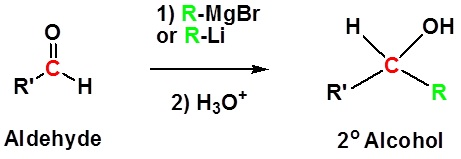 O
C
R'
H
Aldehyde
1) R-MgBr
or R-Li
2) H₃O⁺
H
OH
C
R'
R
2° Alcohol